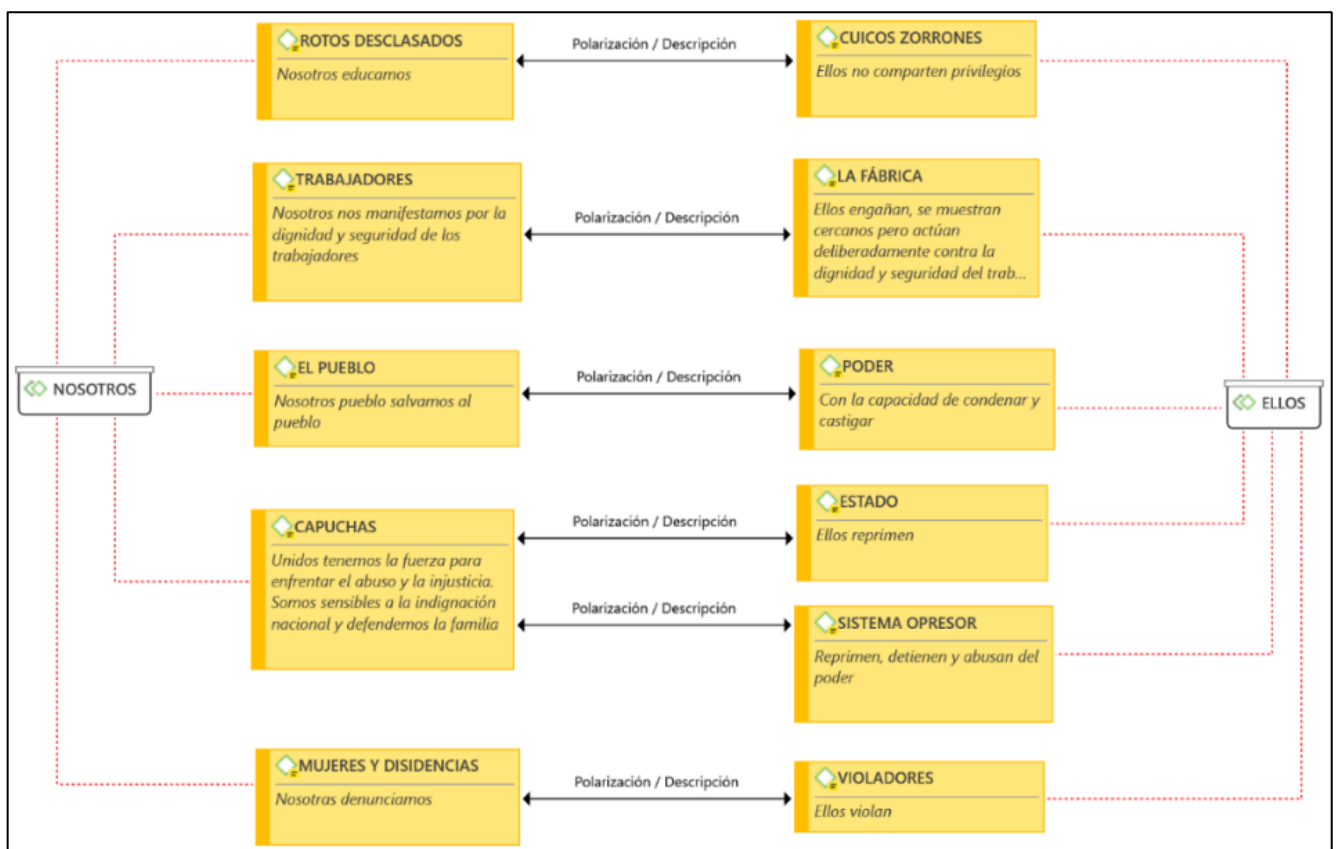 ROTOS DESCLASADOS
Nosotros educamos
Polarización / Descripción
CUICOS ZORRONES
Ellos no comparten privilegios
TRABAJADORES
Nosotros nos manifestamos por la
dignidad y seguridad de los
trabajadores
Polarización / Descripción
LA FÁBRICA
Ellos engañan, se muestran
cercanos pero actúan
deliberadamente contra la
dignidad y seguridad del trab...
NOSOTROS
EL PUEBLO
Nosotros pueblo salvamos al
pueblo
Polarización / Descripción
PODER
Con la capacidad de condenar y
castigar
ELLOS
CAPUCHAS
Unidos tenemos la fuerza para
enfrentar el abuso y la injusticia.
Somos sensibles a la indignación
nacional y defendemos la familia
Polarización / Descripción
ESTADO
Ellos reprimen
Polarización / Descripción
SISTEMA OPRESOR
Reprimen, detienen y abusan del
poder
MUJERES Y DISIDENCIAS
Nosotras denunciamos
Polarización / Descripción
VIOLADORES
Ellos violan